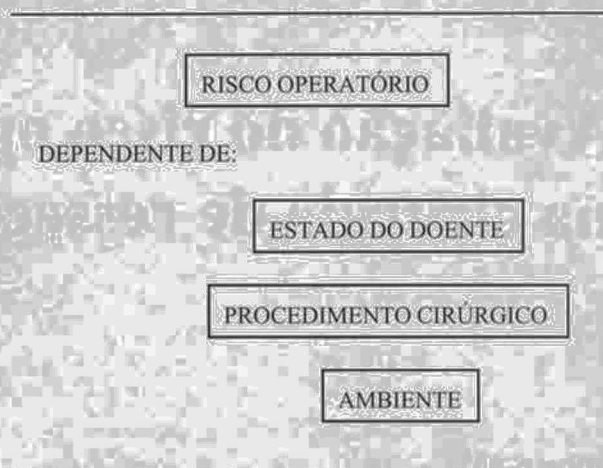 RISCO OPERATÓRIO
DEPENDENTE DE:
ESTADO DO DOENTE
PROCEDIMENTO CIRÚRGICO
AMBIENTE